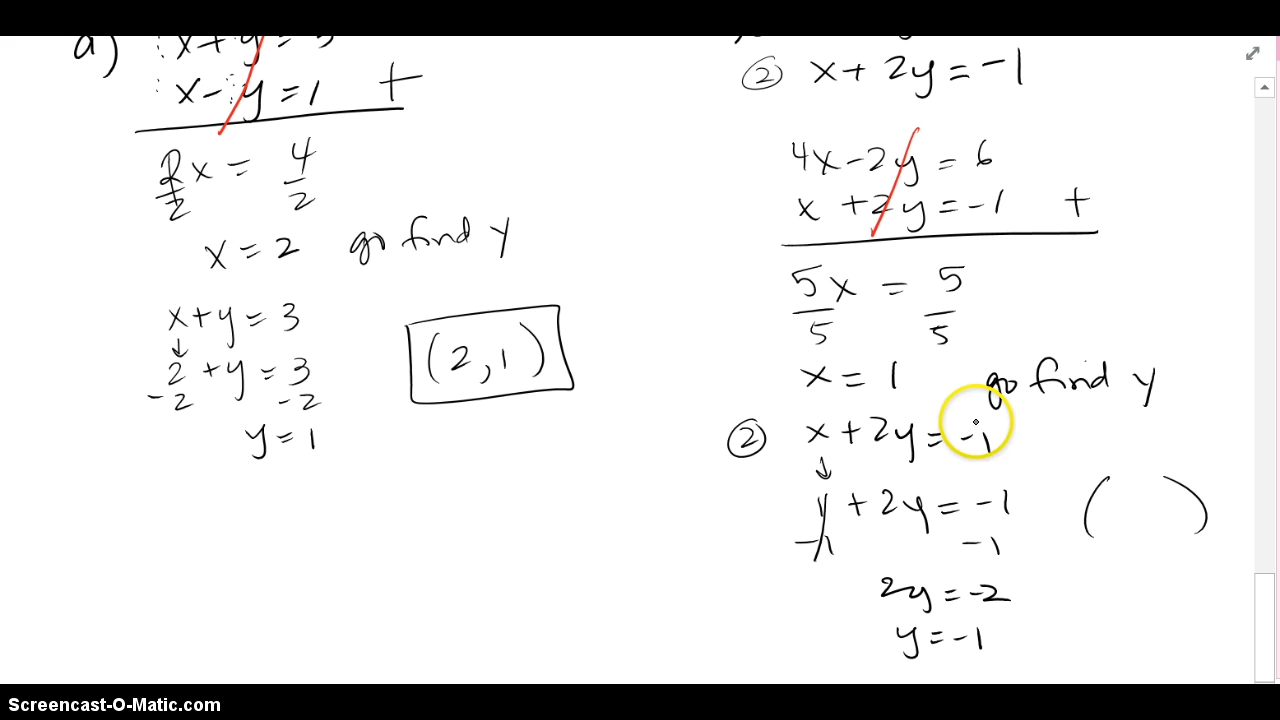 a) x + y = 3
x - y = 1 +
2x = 4
2 2
x = 2 go find y
x + y = 3
2 + y = 3
-2 -2
y = 1
(2, 1)
② x + 2y = -1
4x - 2y = 6
x + 2y = -1 +
5x = 5
5 5
x = 1 go find y
② x + 2y = -1
1 + 2y = -1 ( )
-1 -1
2y = -2
y = -1
Screencast-O-Matic.com